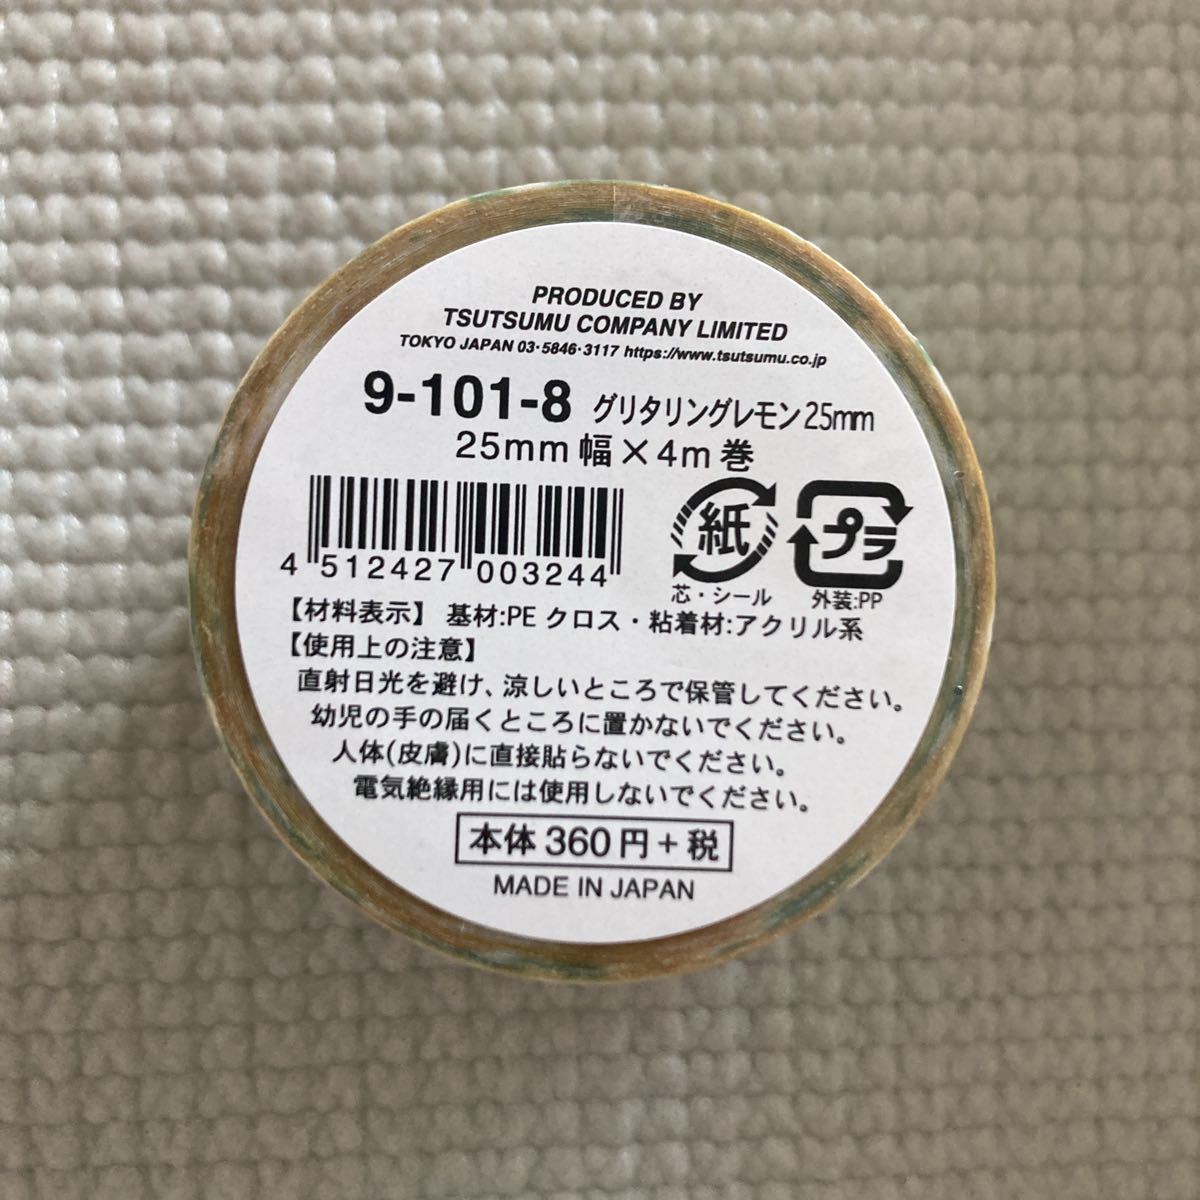 PRODUCED BY
TSUTSUMU COMPANY LIMITED
TOKYO JAPAN 03・5846・3117 https://www.tsutsumu.co.jp
9-101-8 グリタリングレモン25mm
25mm 幅×4m 巻
紙 プラ
4 512427 003244
芯・シール 外装:PP
【材料表示】 基材:PE クロス・粘着材:アクリル系
【使用上の注意】
直射日光を避け、涼しいところで保管してください。
幼児の手の届くところに置かないでください。
人体(皮膚)に直接貼らないでください。
電気絶縁用には使用しないでください。
本体 360 円 + 税
MADE IN JAPAN